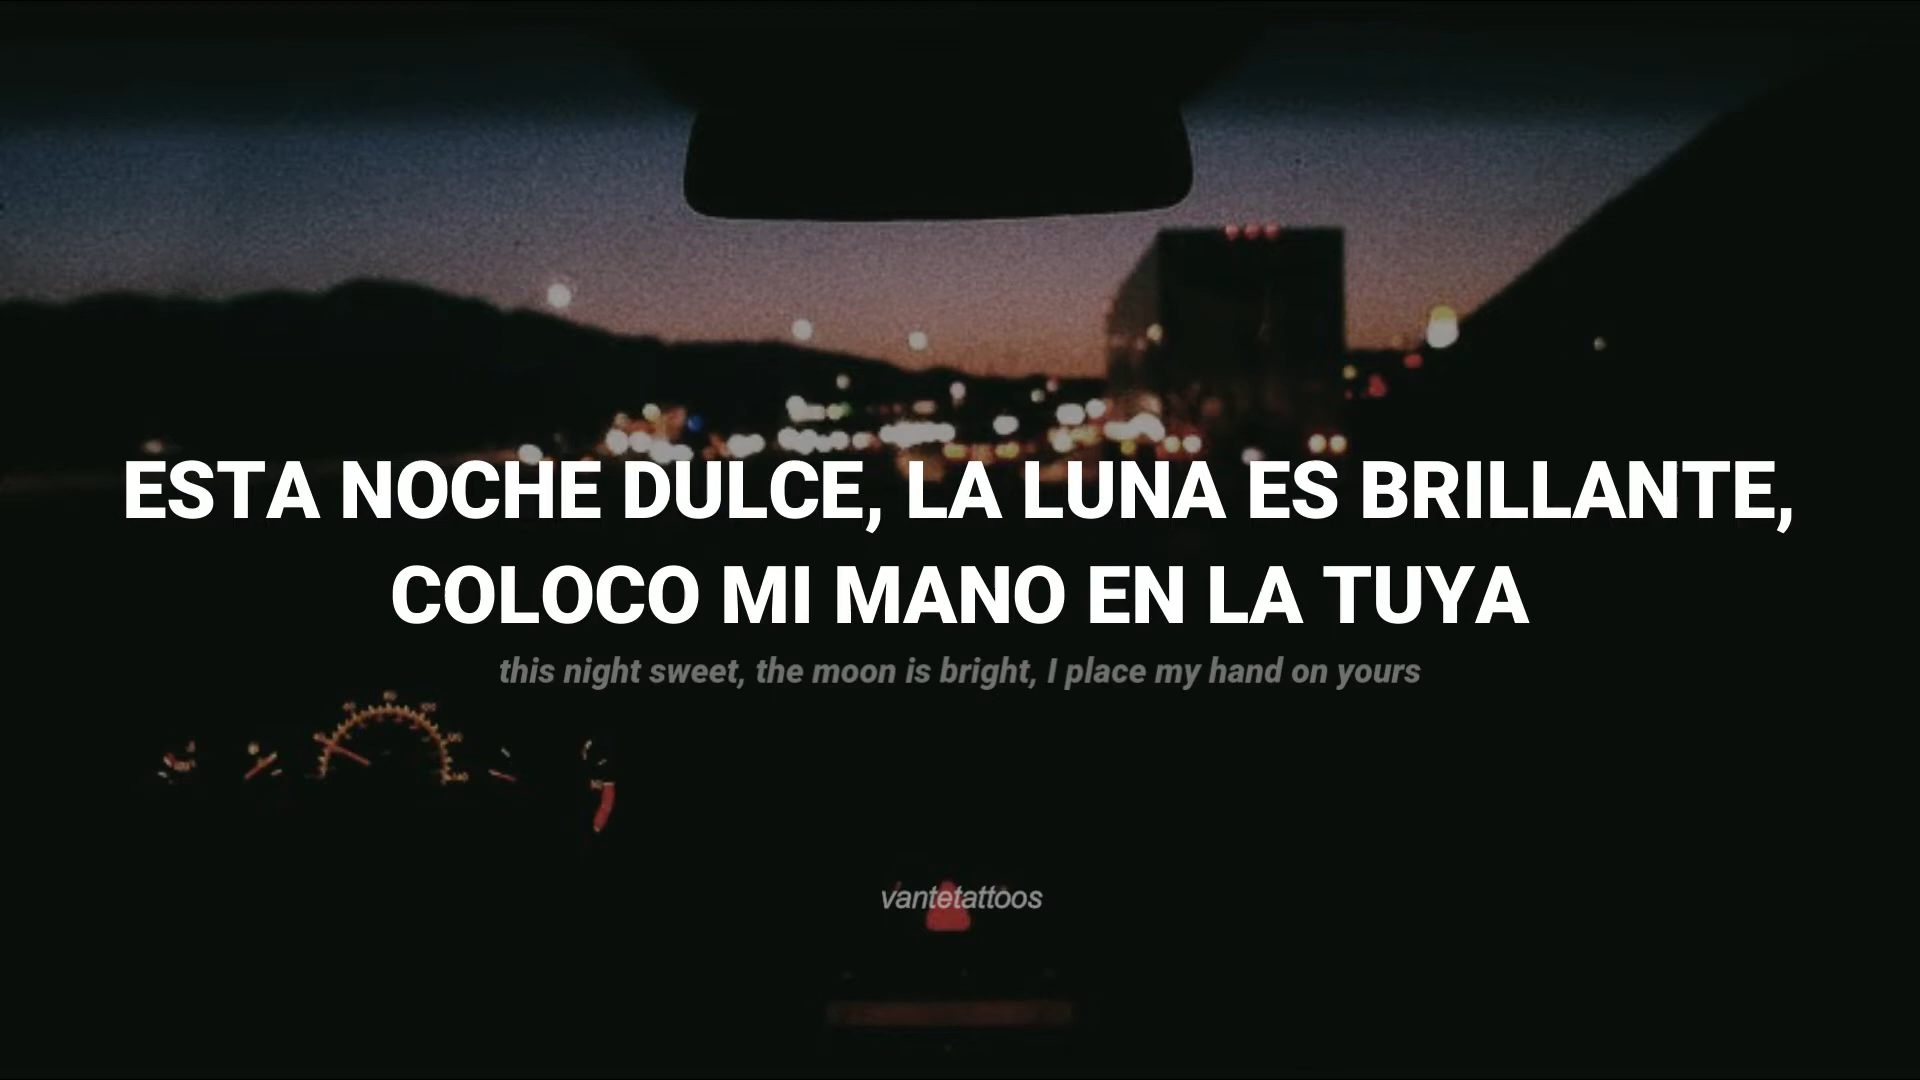 ESTA NOCHE DULCE, LA LUNA ES BRILLANTE,
COLOCO MI MANO EN LA TUYA
this night sweet, the moon is bright, I place my hand on yours
vantetattoos